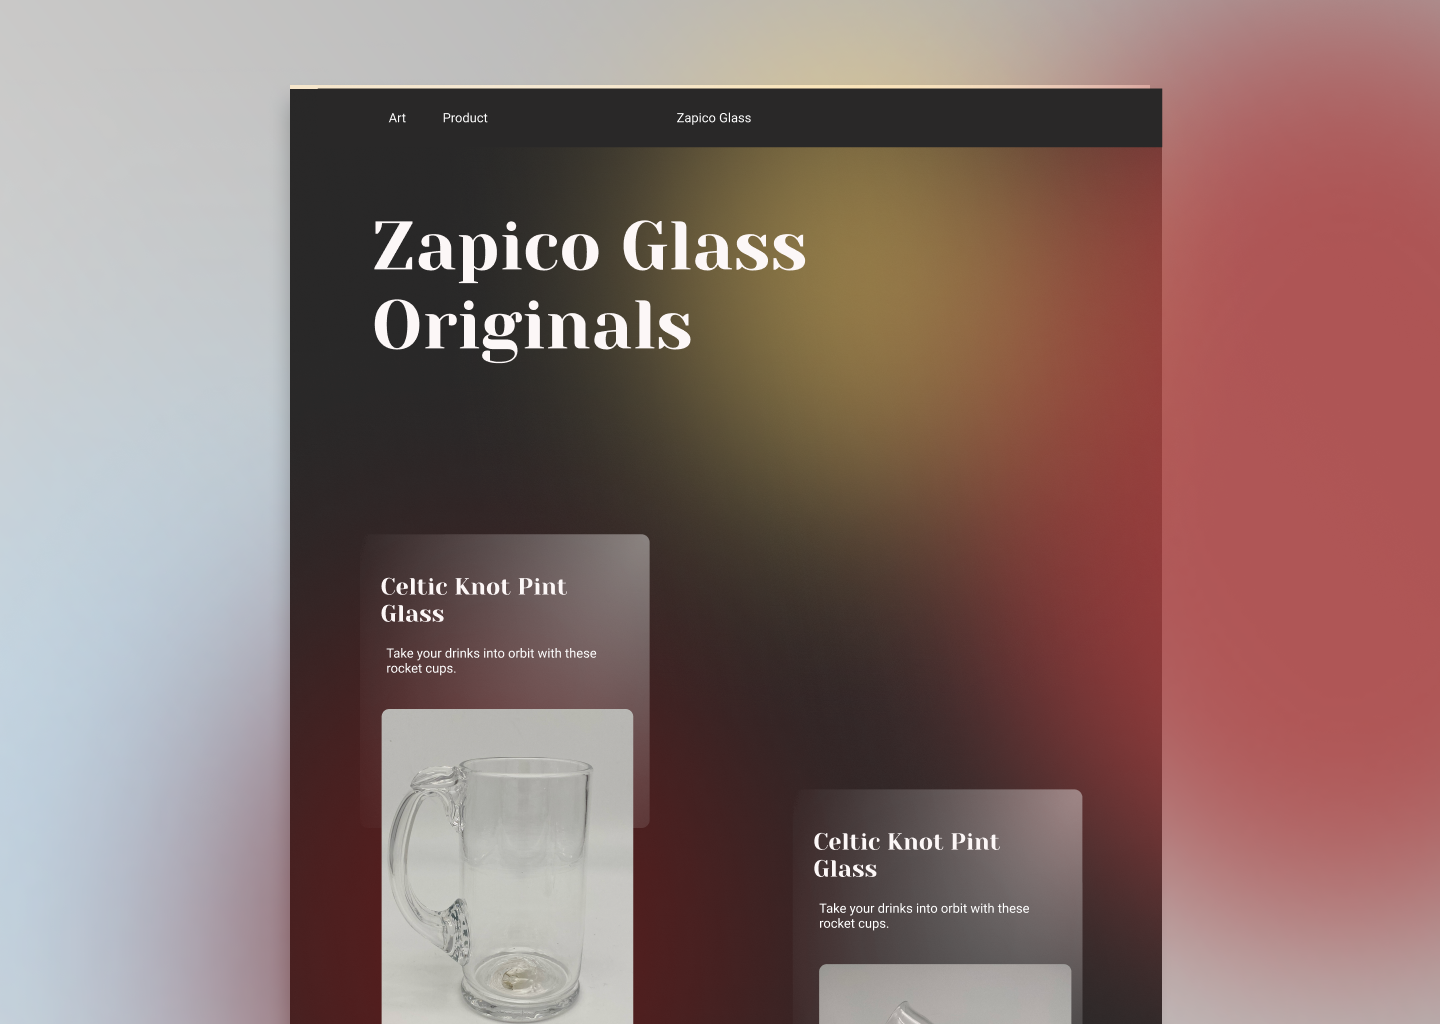 Art Product Zapico Glass
Zapico Glass
Originals
Celtic Knot Pint
Glass
Take your drinks into orbit with these
rocket cups.
Celtic Knot Pint
Glass
Take your drinks into orbit with these
rocket cups.